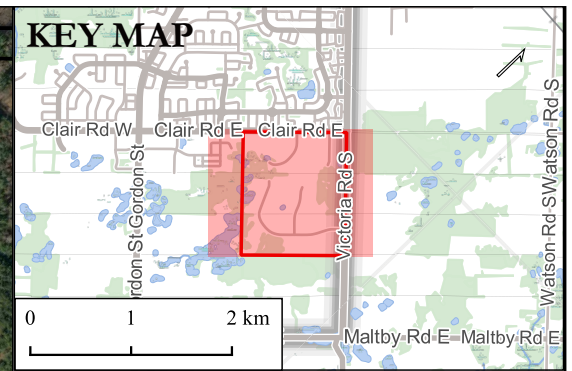 KEY MAP
Clair Rd W
Clair Rd E
Clair Rd E
Gordon St
rdon St
Victoria Rd S
Watson Rd S
Watson-Rd-S
Maltby Rd E
Maltby Rd E
0 1 2 km